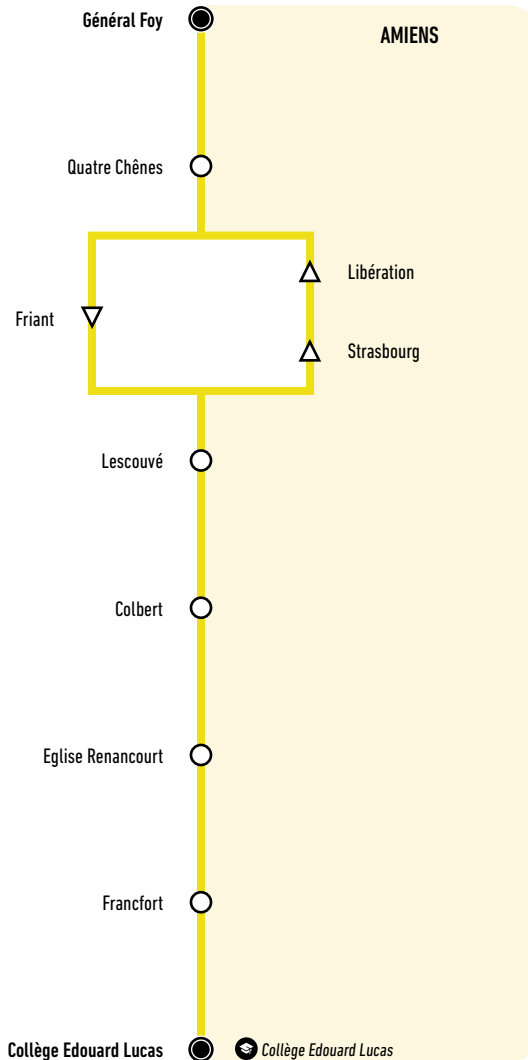 Général Foy
AMIENS
Quatre Chênes
Libération
Friant
Strasbourg
Lescouvé
Colbert
Eglise Renancourt
Francfort
Collège Edouard Lucas
Collège Edouard Lucas